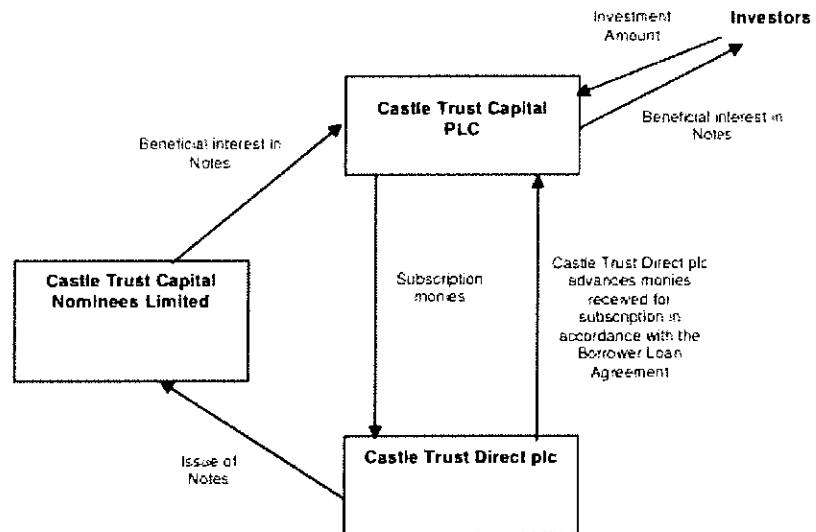 Investment
Amount
Investors
Castle Trust Capital
PLC
Beneficial interest in
Notes
Beneficial interest in
Notes
Castle Trust Capital
Nominees Limited
Subscription
monies
Castle Trust Direct plc
advances monies
received for
subscription in
accordance with the
Borrower Loan
Agreement
Issue of
Notes
Castle Trust Direct plc